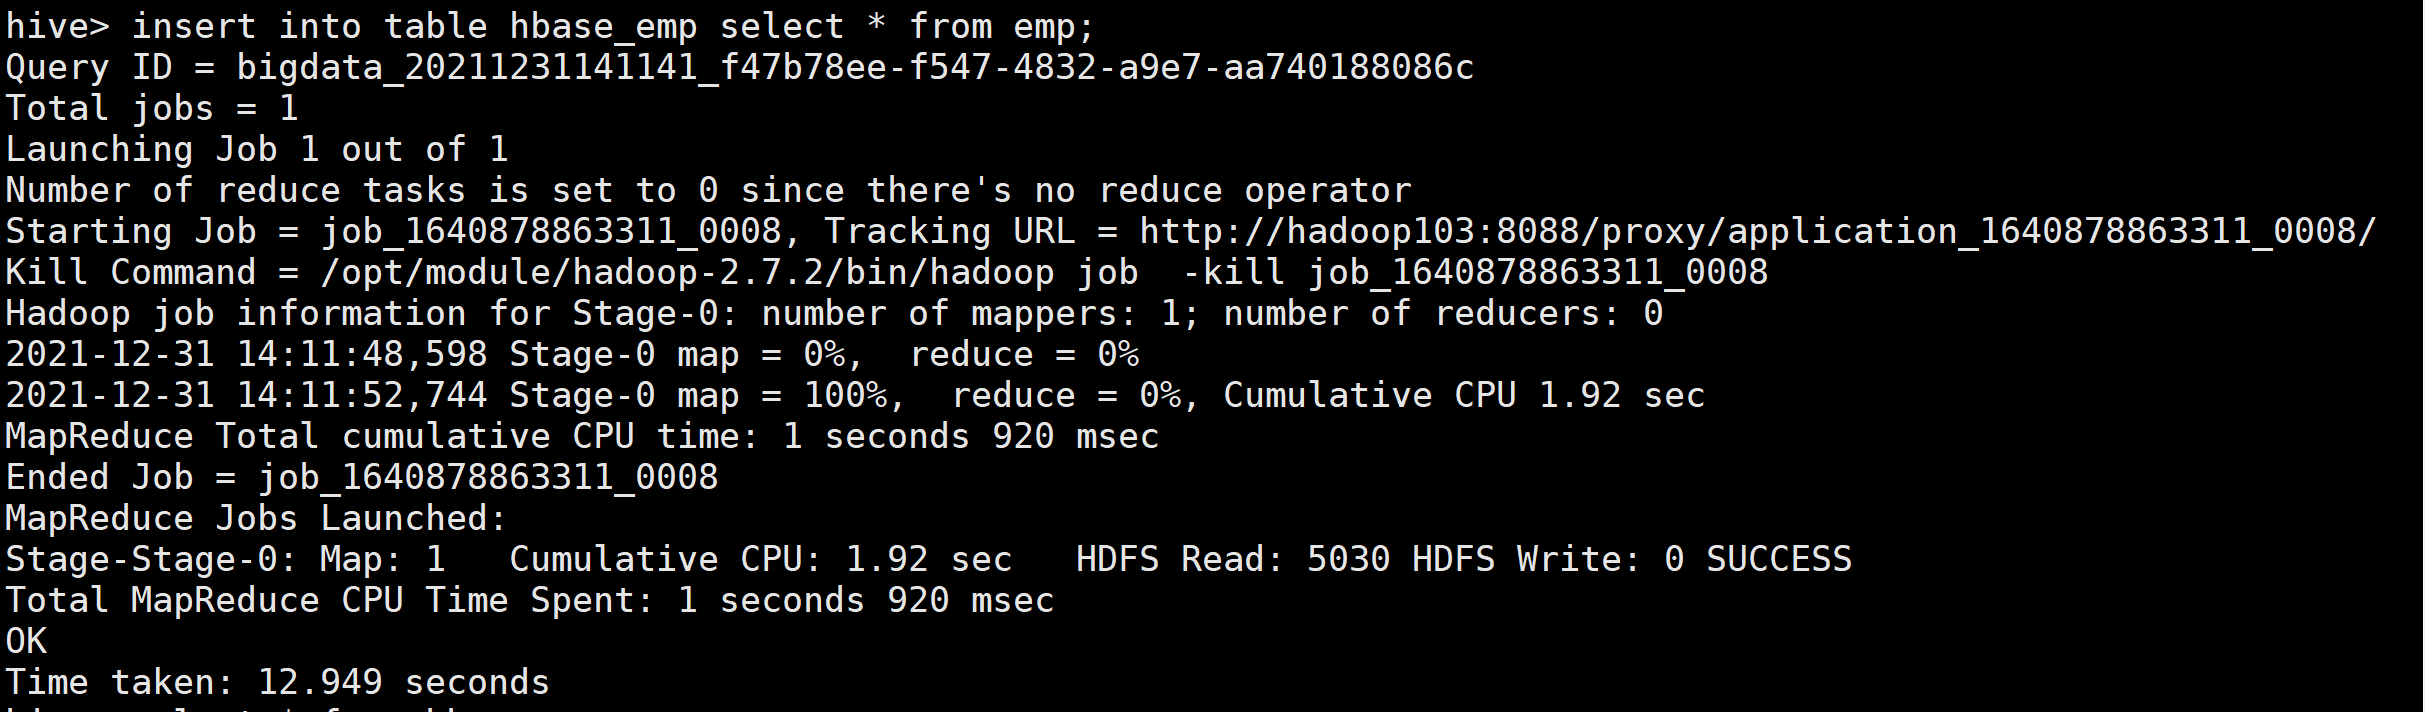 hive> insert into table hbase_emp select * from emp;
Query ID = bigdata_20211231141141_f47b78ee-f547-4832-a9e7-aa740188086c
Total jobs = 1
Launching Job 1 out of 1
Number of reduce tasks is set to 0 since there's no reduce operator
Starting Job = job_1640878863311_0008, Tracking URL = http://hadoop103:8088/proxy/application_1640878863311_0008/
Kill Command = /opt/module/hadoop-2.7.2/bin/hadoop job  -kill job_1640878863311_0008
Hadoop job information for Stage-0: number of mappers: 1; number of reducers: 0
2021-12-31 14:11:48,598 Stage-0 map = 0%,  reduce = 0%
2021-12-31 14:11:52,744 Stage-0 map = 100%,  reduce = 0%, Cumulative CPU 1.92 sec
MapReduce Total cumulative CPU time: 1 seconds 920 msec
Ended Job = job_1640878863311_0008
MapReduce Jobs Launched:
Stage-Stage-0: Map: 1   Cumulative CPU: 1.92 sec   HDFS Read: 5030 HDFS Write: 0 SUCCESS
Total MapReduce CPU Time Spent: 1 seconds 920 msec
OK
Time taken: 12.949 seconds